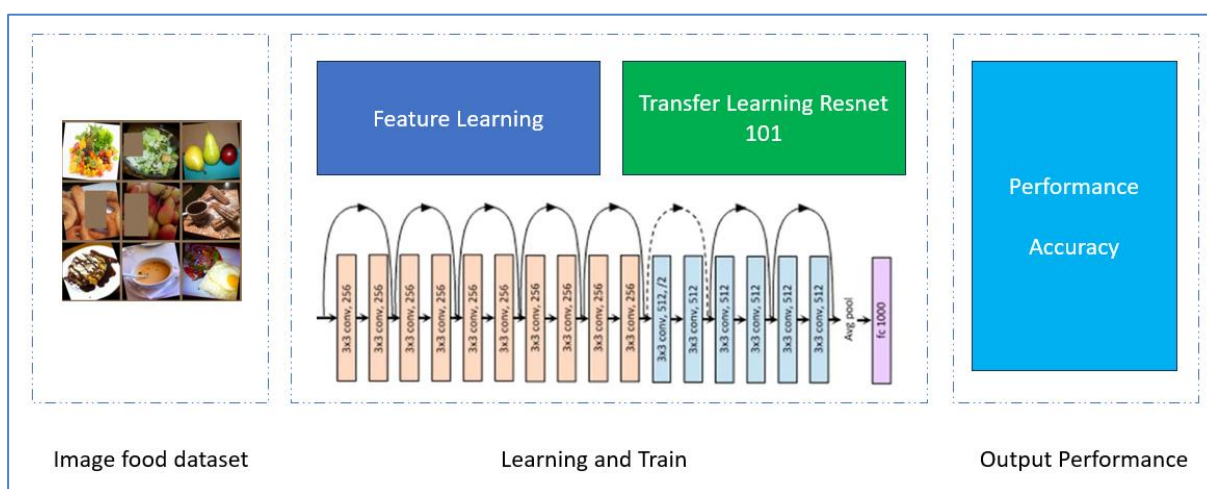 Feature Learning
Transfer Learning Resnet
101
Performance
Accuracy
3x3 conv, 256
3x3 conv, 256
3x3 conv, 256
3x3 conv, 256
3x3 conv, 256
3x3 conv, 256
3x3 conv, 256
3x3 conv, 256
3x3 conv, 256
3x3 conv, 256
3x3 conv, 512, /2
3x3 conv, 512
3x3 conv, 512
3x3 conv, 512
3x3 conv, 512
3x3 conv, 512
Avg pool
fc 1000
Image food dataset
Learning and Train
Output Performance